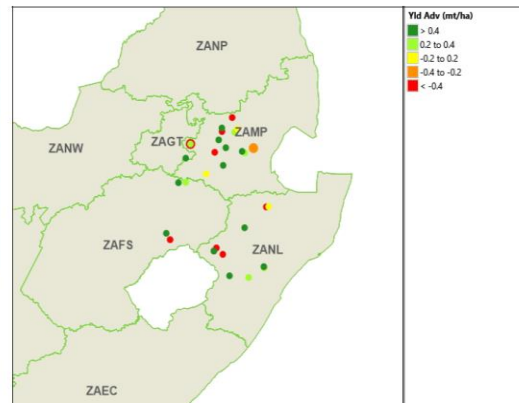 Yld Adv (mt/ha)
> 0.4
0.2 to 0.4
-0.2 to 0.2
-0.4 to -0.2
< -0.4
ZANP
ZANW
ZAGT
ZAMP
ZAFS
ZANL
ZAEC